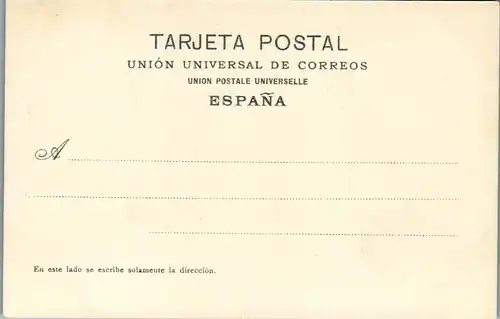 TARJETA POSTAL
UNIÓN UNIVERSAL DE CORREOS
UNION POSTALE UNIVERSELLE
ESPAÑA
A
En este lado se escribe solamente la dirección.